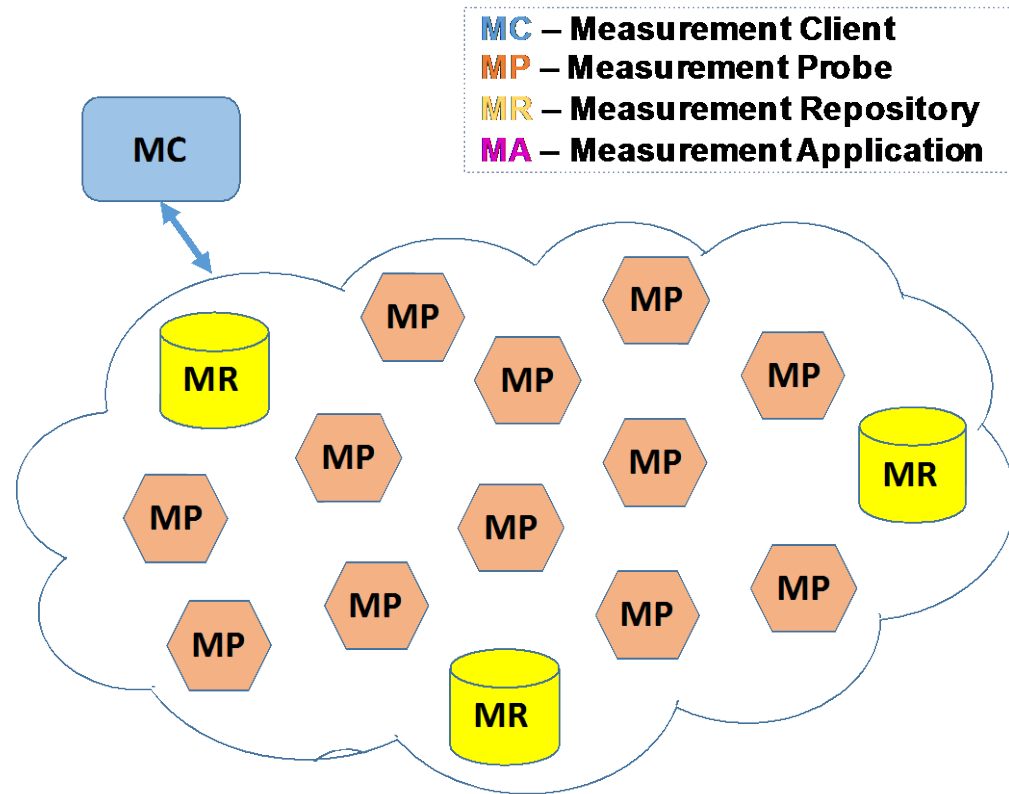 MC – Measurement Client
MP – Measurement Probe
MR – Measurement Repository
MA – Measurement Application
MC
MP
MP
MR
MP
MP
MP
MP
MR
MP
MP
MP
MP
MP
MP
MR